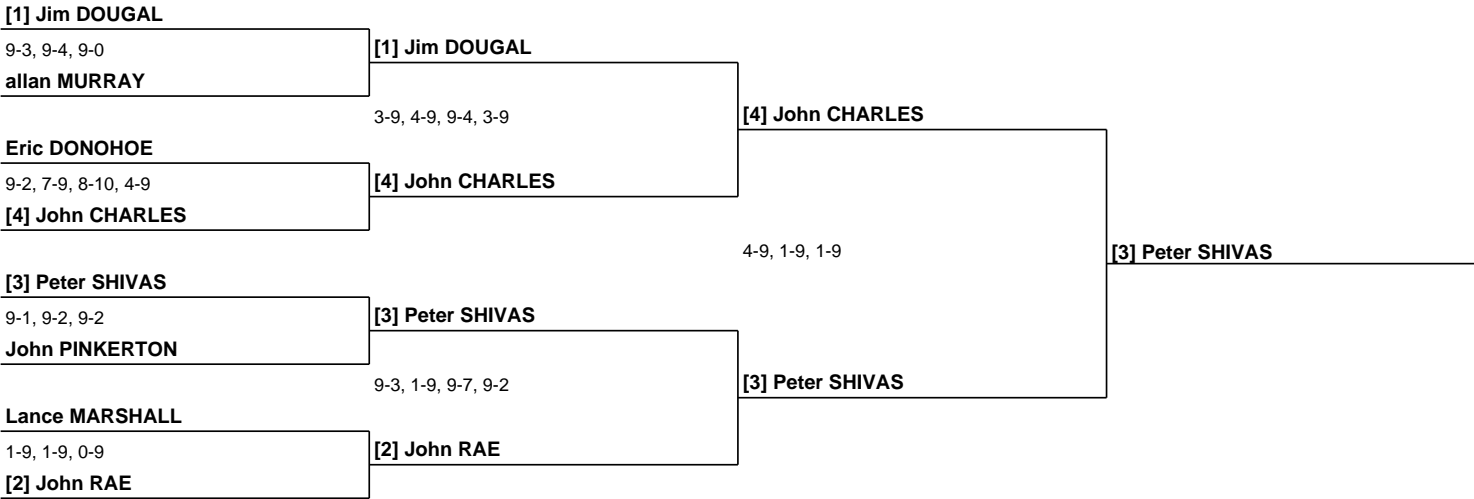 [1] Jim DOUGAL
9-3, 9-4, 9-0
[1] Jim DOUGAL
allan MURRAY
3-9, 4-9, 9-4, 3-9
[4] John CHARLES
Eric DONOHOE
9-2, 7-9, 8-10, 4-9
[4] John CHARLES
[4] John CHARLES
4-9, 1-9, 1-9
[3] Peter SHIVAS
[3] Peter SHIVAS
9-1, 9-2, 9-2
[3] Peter SHIVAS
John PINKERTON
9-3, 1-9, 9-7, 9-2
[3] Peter SHIVAS
Lance MARSHALL
1-9, 1-9, 0-9
[2] John RAE
[2] John RAE